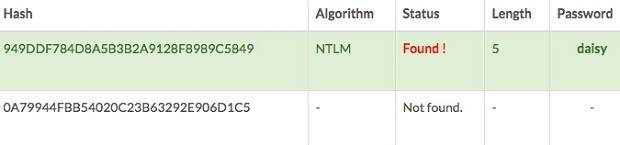 Hash Algorithm Status Length Password
949DDF784D8A5B3B2A9128F8989C5849 NTLM Found ! 5 daisy
0A79944FBB54020C23B63292E906D1C5 - Not found. - -